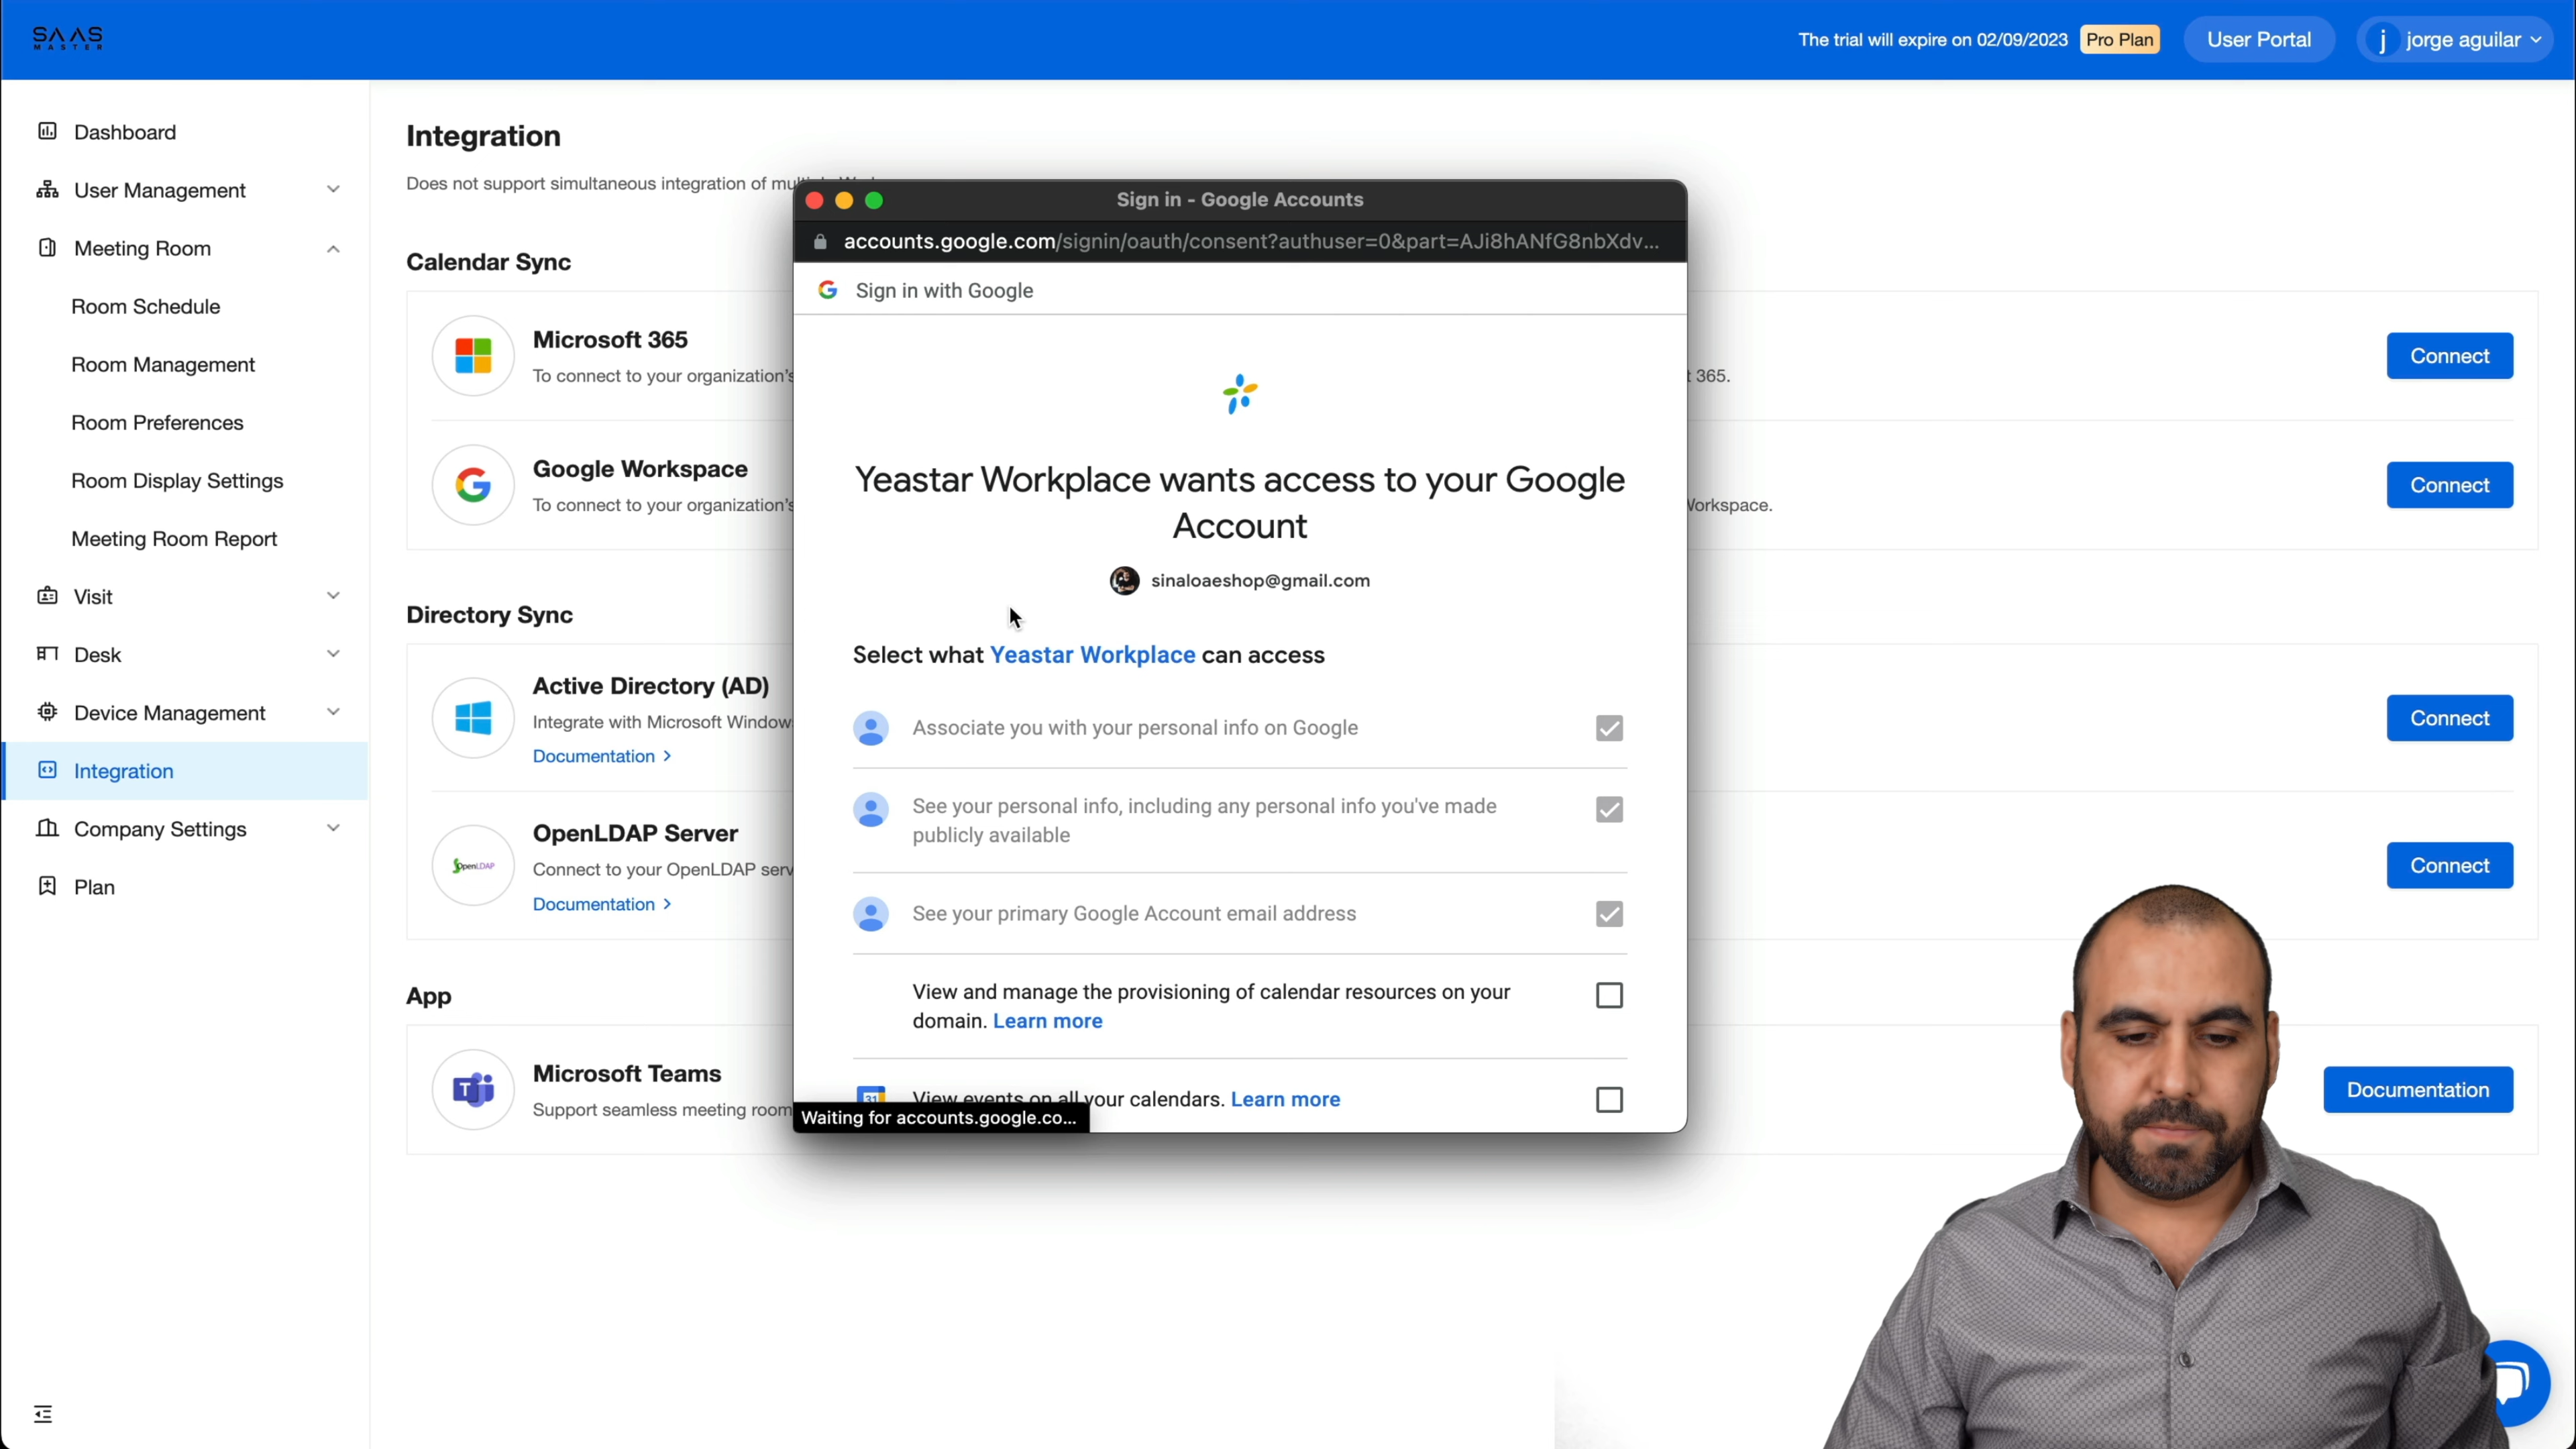 SAAS
MASTER
The trial will expire on 02/09/2023
Pro Plan
User Portal
j
jorge aguilar
Dashboard
User Management
Meeting Room
Room Schedule
Room Management
Room Preferences
Room Display Settings
Meeting Room Report
Visit
Desk
Device Management
Integration
Company Settings
Plan
Integration
Does not support simultaneous integration of
Calendar Sync
Microsoft 365
To connect to your organization's
365.
Connect
Google Workspace
To connect to your organization's
Workspace.
Connect
Directory Sync
Active Directory (AD)
Integrate with Microsoft Window
Documentation >
Connect
OpenLDAP Server
Connect to your OpenLDAP serv
Documentation >
OpenLDAP
Connect
App
Microsoft Teams
Support seamless meeting room
T
Documentation
Sign in - Google Accounts
accounts.google.com/signin/oauth/consent?authuser=0&part=AJi8hANfG8nbXdv...
Sign in with Google
Yeastar Workplace wants access to your Google
Account
sinaloaeshop@gmail.com
Select what Yeastar Workplace can access
Associate you with your personal info on Google
See your personal info, including any personal info you've made
publicly available
See your primary Google Account email address
View and manage the provisioning of calendar resources on your
domain. Learn more
31
View events on all your calendars. Learn more
Waiting for accounts.google.co...